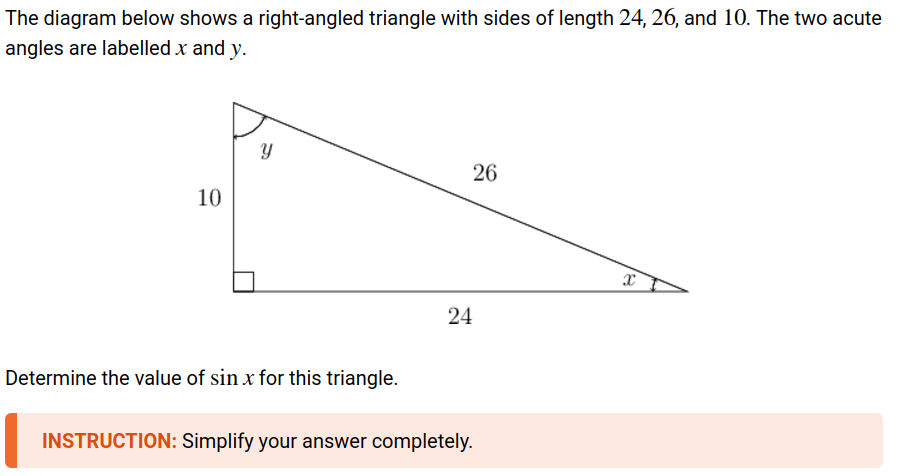 The diagram below shows a right-angled triangle with sides of length 24, 26, and 10. The two acute
angles are labelled x and y.
y
26
10
x
24
Determine the value of sin x for this triangle.
INSTRUCTION: Simplify your answer completely.